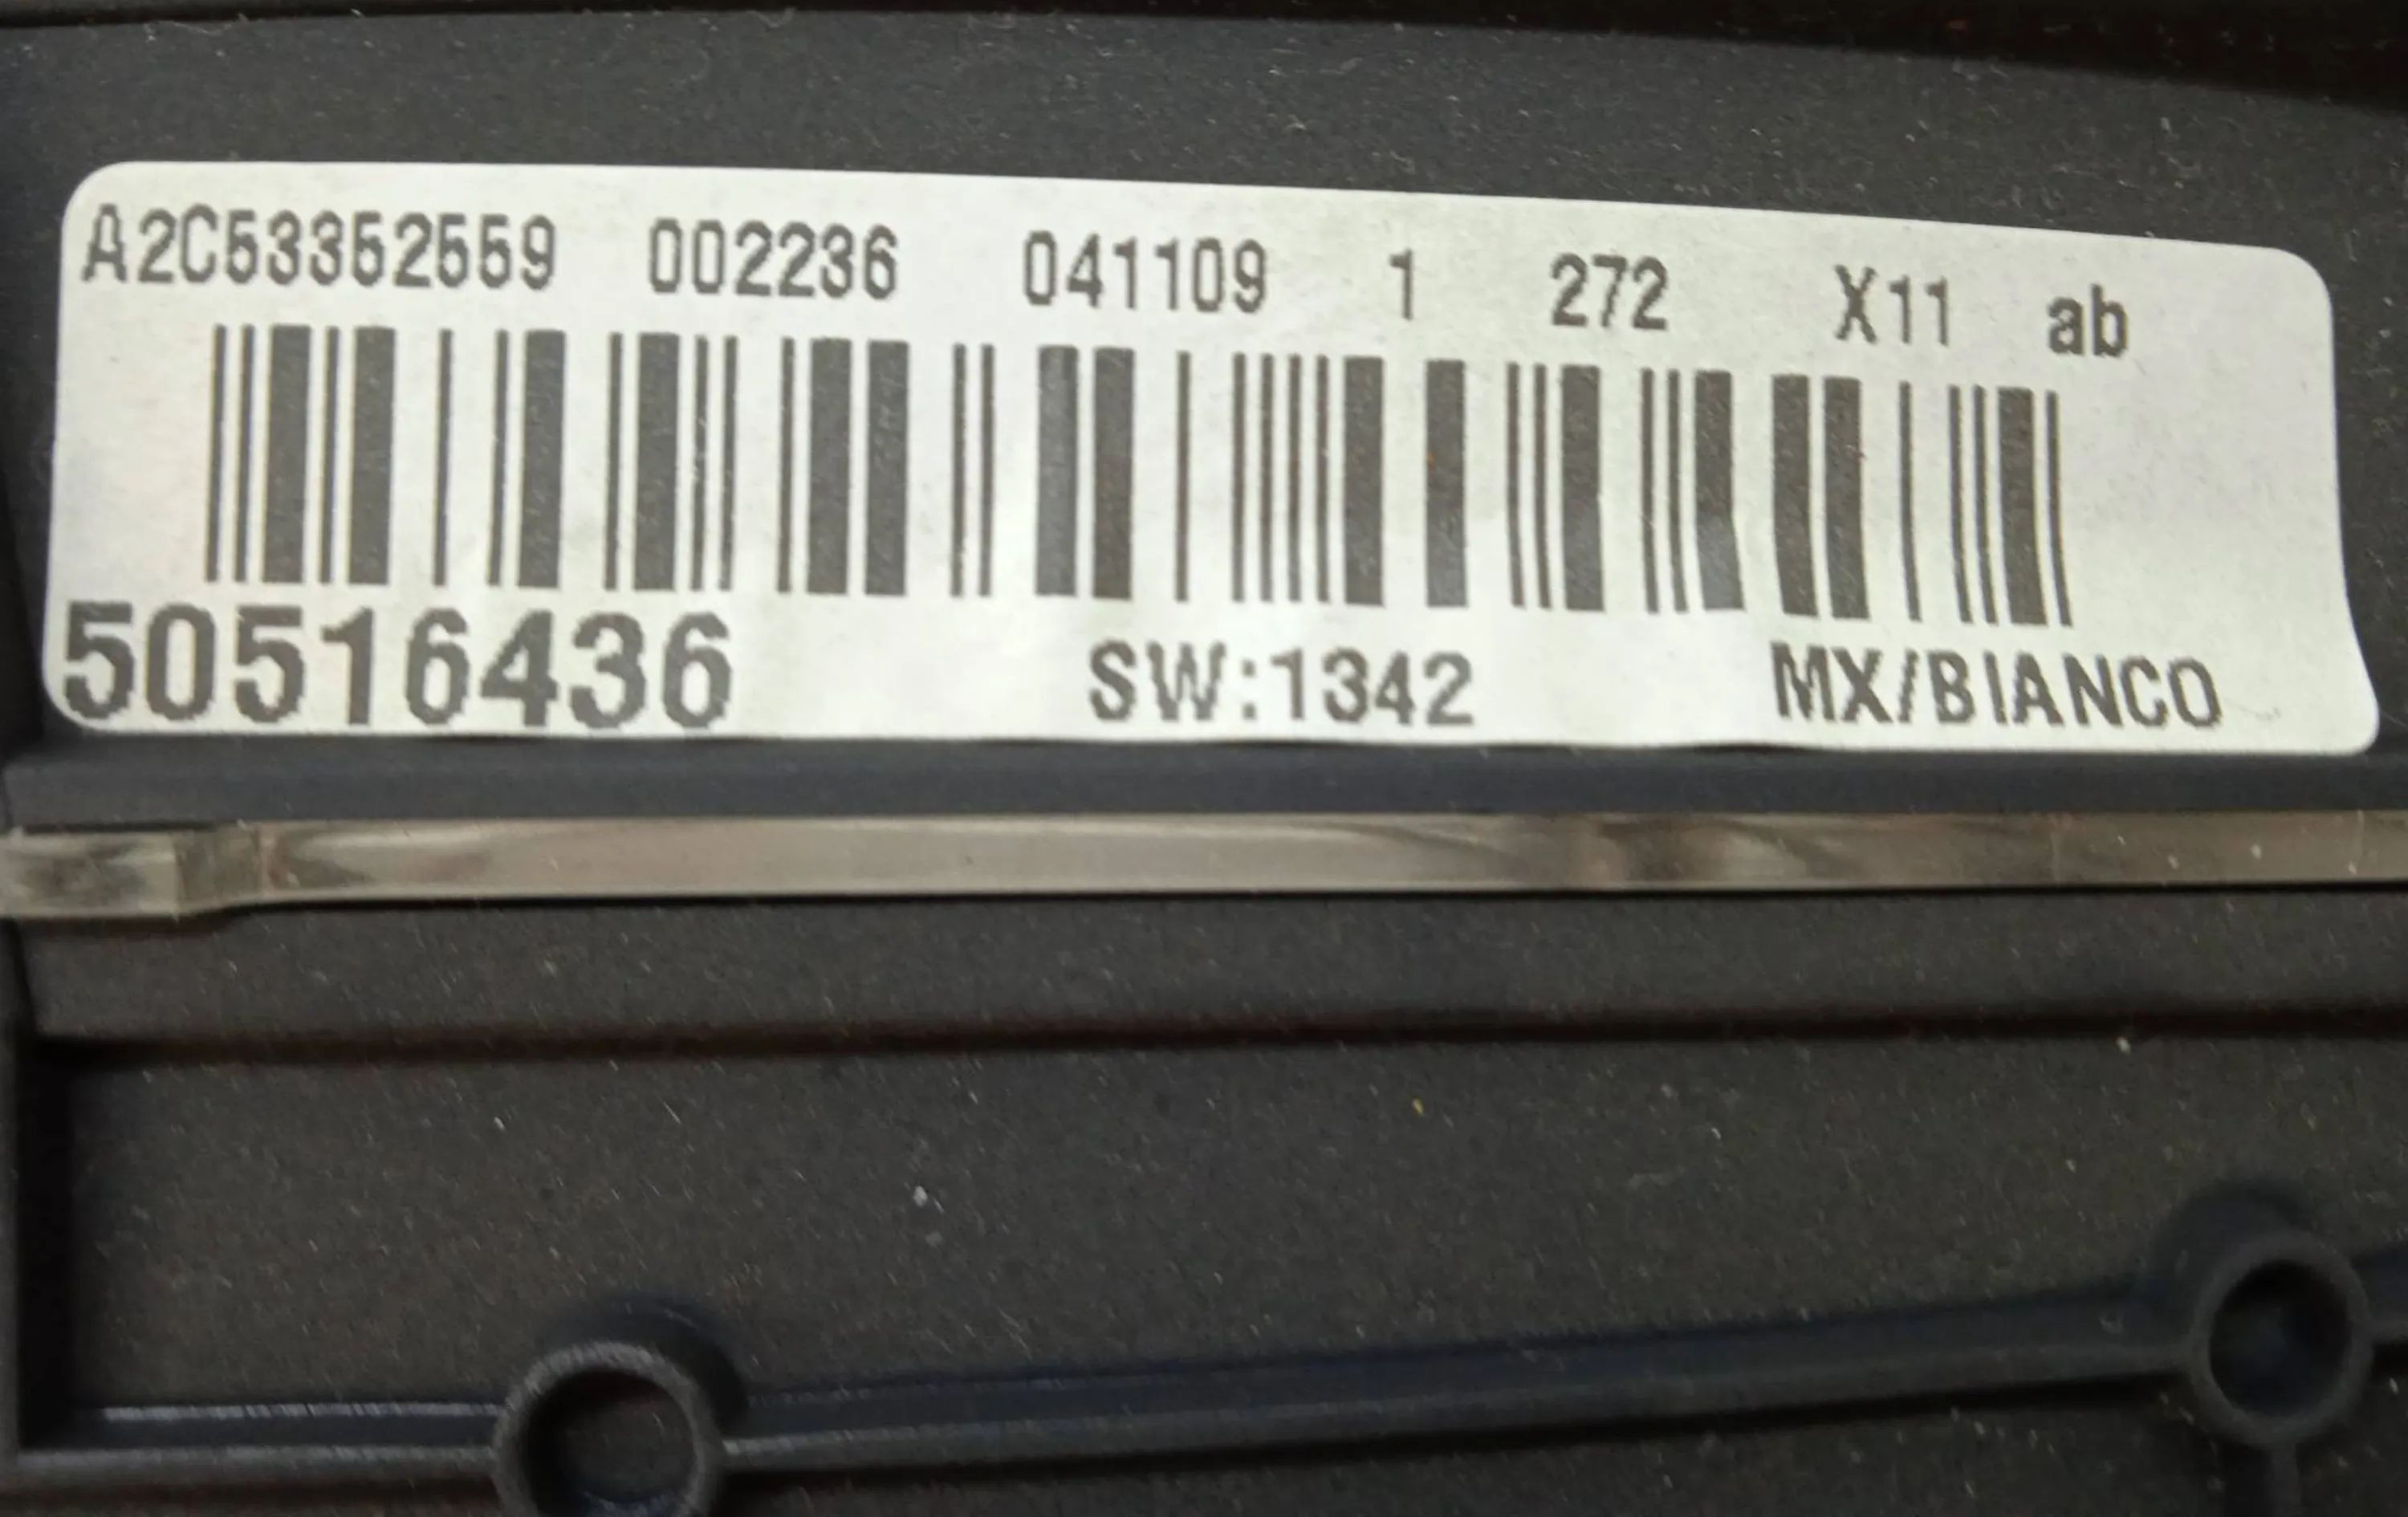 A2C53352559 002236 041109 1 272 X11 ab
50516436 SW:1342 MX/BIANCO